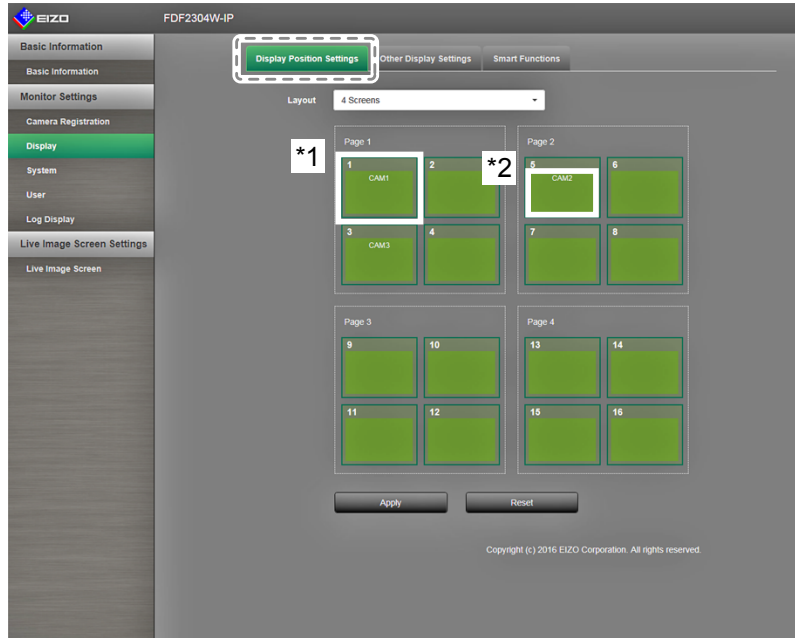 EIZO
FDF2304W-IP
Basic Information
Basic Information
Monitor Settings
Camera Registration
Display
System
User
Log Display
Live Image Screen Settings
Live Image Screen
Display Position Settings
Other Display Settings
Smart Functions
Layout
4 Screens
*1
*2
Page 1
1
CAM1
2
3
CAM3
4
Page 2
5
CAM2
6
7
8
Page 3
9
10
11
12
Page 4
13
14
15
16
Apply
Reset
Copyright (c) 2016 EIZO Corporation. All rights reserved.